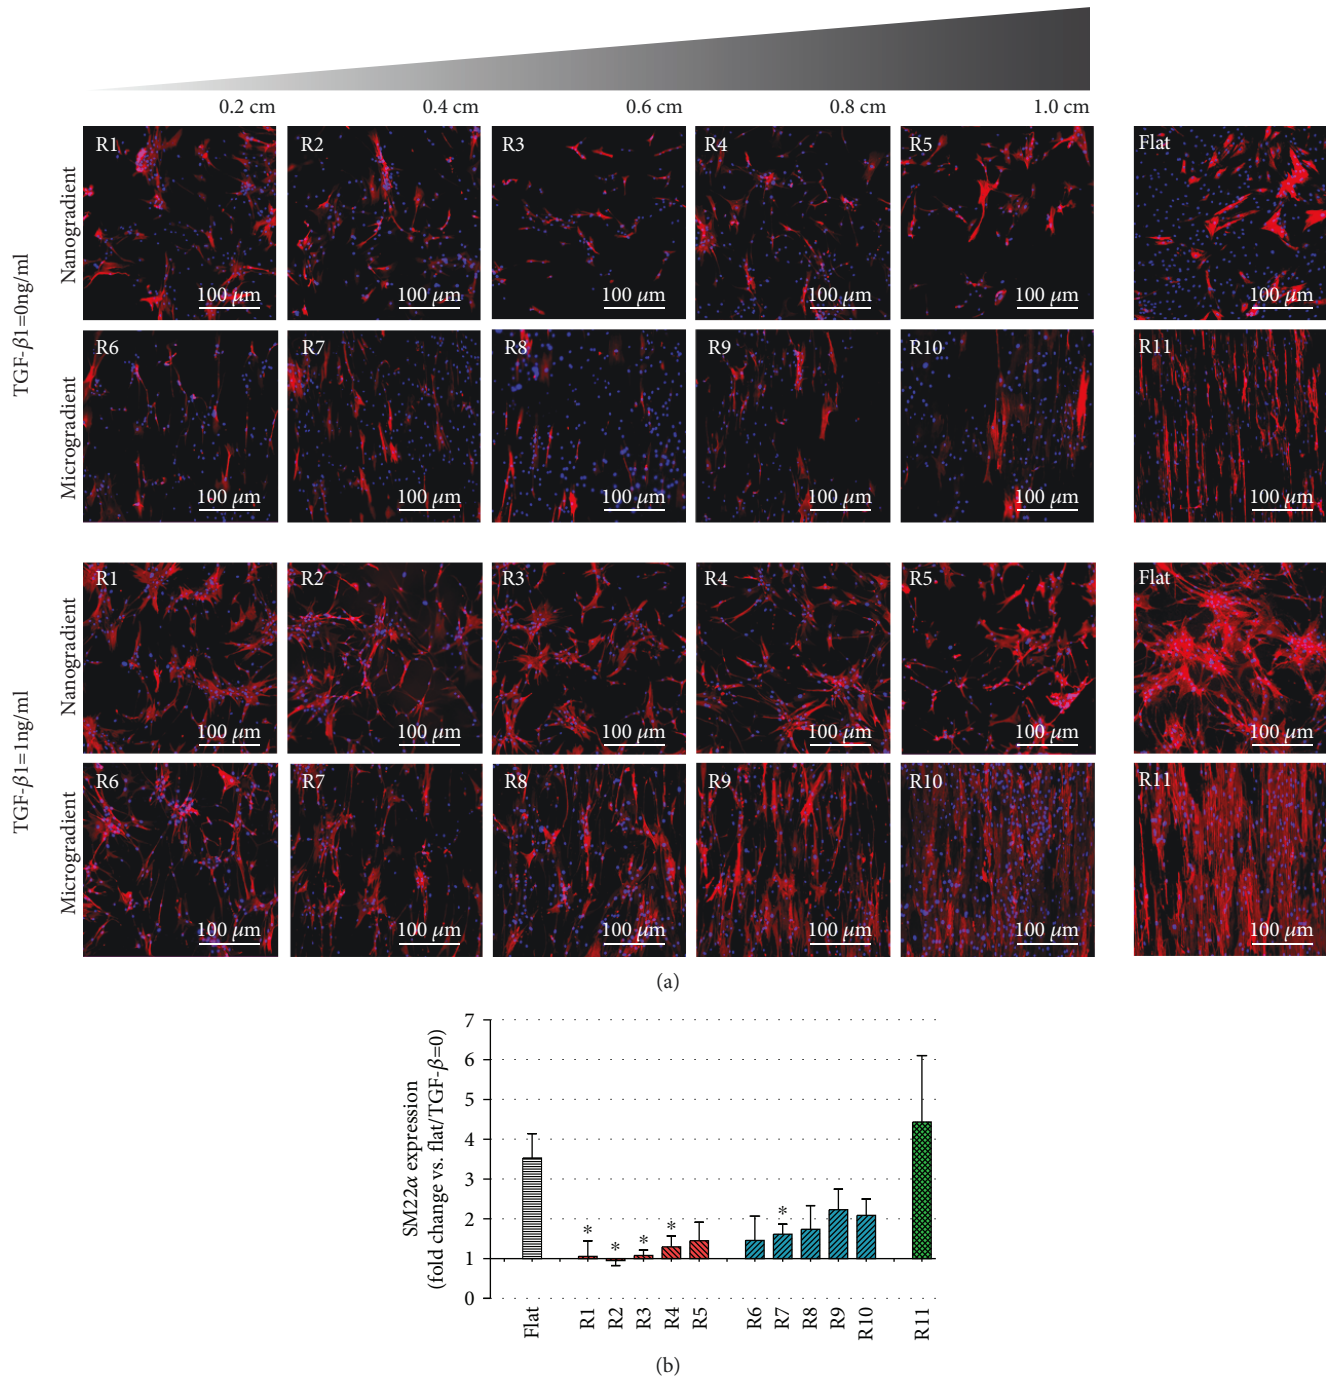 0.2 cm 0.4 cm 0.6 cm 0.8 cm 1.0 cm
TGF-β1=0ng/ml
Nanogradient
R1 R2 R3 R4 R5 Flat
100 μm 100 μm 100 μm 100 μm 100 μm 100 μm
Microgradient
R6 R7 R8 R9 R10 R11
100 μm 100 μm 100 μm 100 μm 100 μm 100 μm
TGF-β1=1ng/ml
Nanogradient
R1 R2 R3 R4 R5 Flat
100 μm 100 μm 100 μm 100 μm 100 μm 100 μm
Microgradient
R6 R7 R8 R9 R10 R11
100 μm 100 μm 100 μm 100 μm 100 μm 100 μm
(a)
SM22α expression
(fold change vs. flat/TGF-β=0)
7
6
5
4
3
2
1
0
* * * * *
Flat R1 R2 R3 R4 R5 R6 R7 R8 R9 R10 R11
(b)